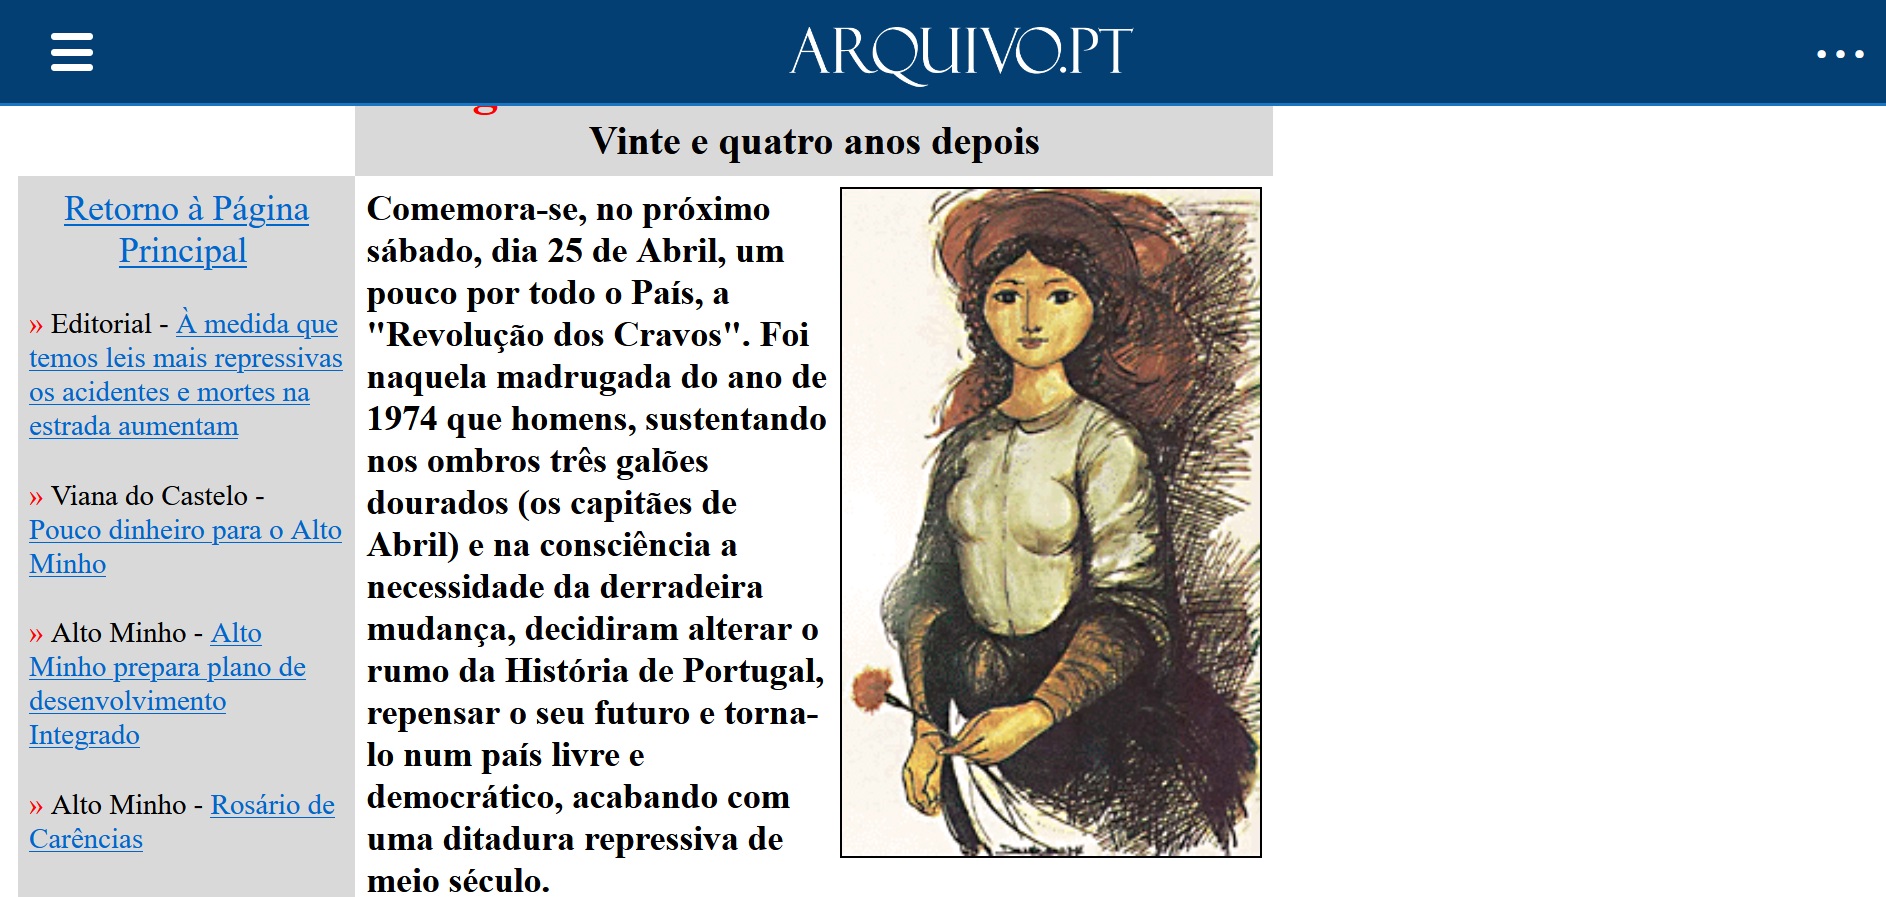 ARQUIVO.PT
Vinte e quatro anos depois
Retorno à Página
Principal
» Editorial - À medida que
temos leis mais repressivas
os acidentes e mortes na
estrada aumentam
» Viana do Castelo -
Pouco dinheiro para o Alto
Minho
» Alto Minho - Alto
Minho prepara plano de
desenvolvimento
Integrado
» Alto Minho - Rosário de
Carências
Comemora-se, no próximo
sábado, dia 25 de Abril, um
pouco por todo o País, a
"Revolução dos Cravos". Foi
naquela madrugada do ano de
1974 que homens, sustentando
nos ombros três galões
dourados (os capitães de
Abril) e na consciência a
necessidade da derradeira
mudança, decidiram alterar o
rumo da História de Portugal,
repensar o seu futuro e torna-
lo num país livre e
democrático, acabando com
uma ditadura repressiva de
meio século.